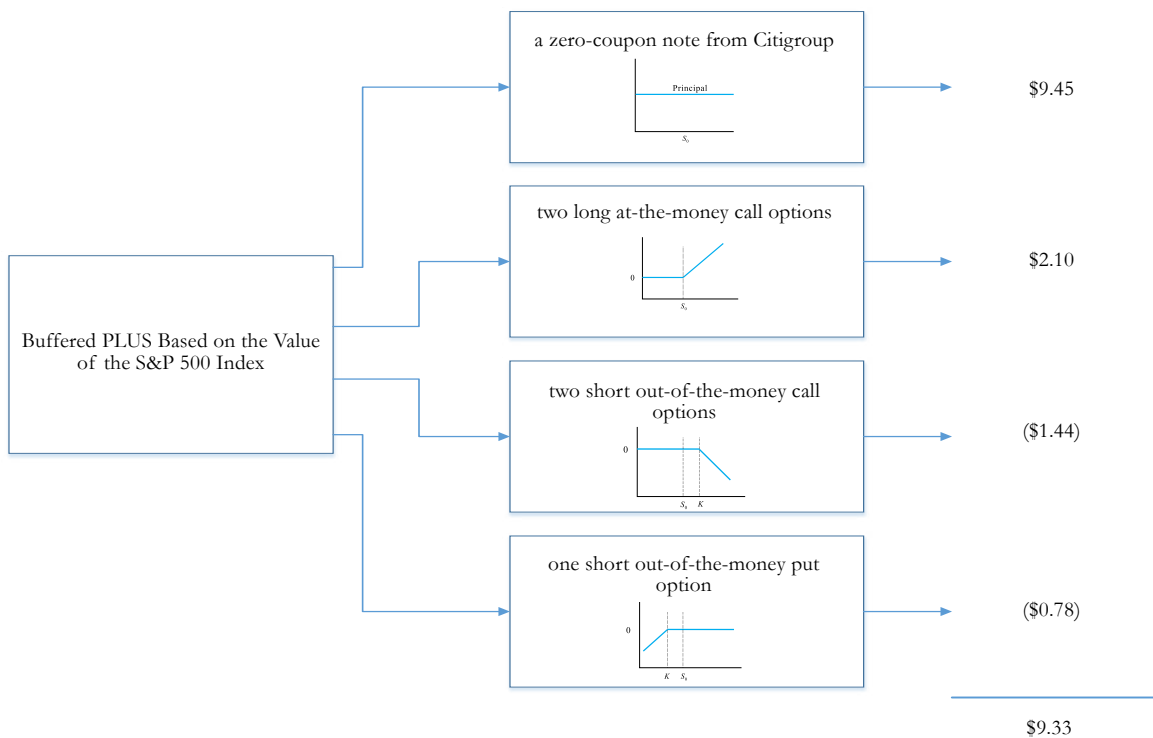 a zero-coupon note from Citigroup
Principal
S₀
$9.45
two long at-the-money call options
0
S₀
$2.10
Buffered PLUS Based on the Value
of the S&P 500 Index
two short out-of-the-money call
options
0
S₀ K
($1.44)
one short out-of-the-money put
option
0
K S₀
($0.78)
$9.33